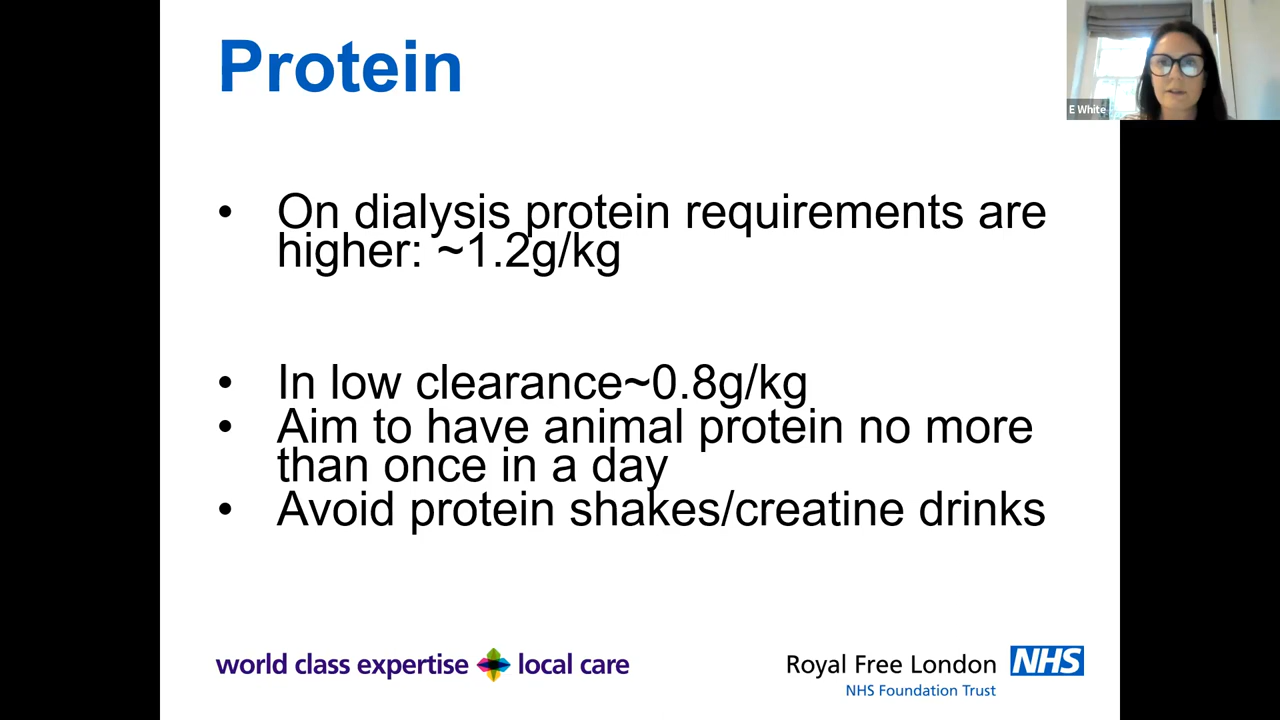 Protein
E White
• On dialysis protein requirements are
higher: ~1.2g/kg
• In low clearance~0.8g/kg
• Aim to have animal protein no more
than once in a day
• Avoid protein shakes/creatine drinks
world class expertise local care
Royal Free London NHS
NHS Foundation Trust